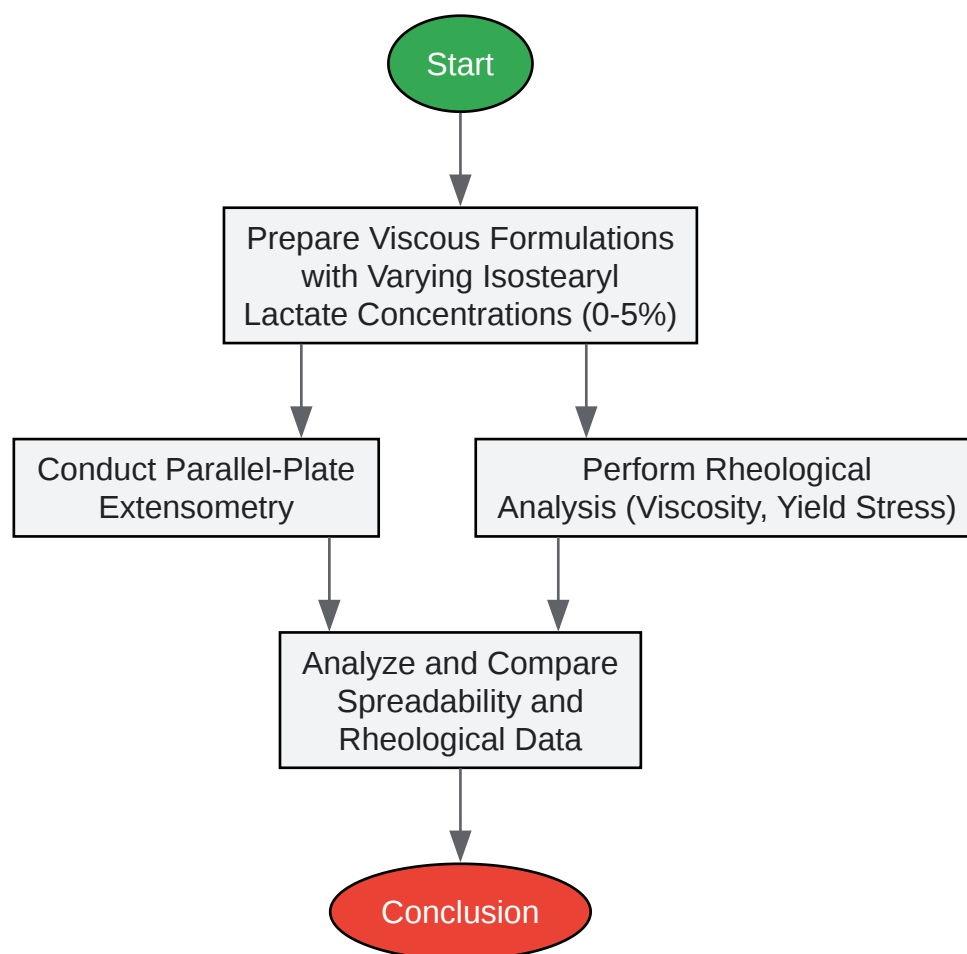 Start
Prepare Viscous Formulations
with Varying Isostearyl
Lactate Concentrations (0-5%)
Conduct Parallel-Plate
Extensometry
Perform Rheological
Analysis (Viscosity, Yield Stress)
Analyze and Compare
Spreadability and
Rheological Data
Conclusion